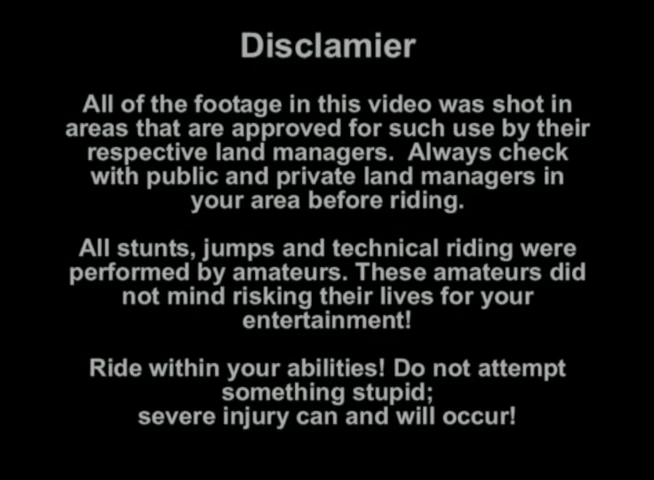 Disclamier
All of the footage in this video was shot in
areas that are approved for such use by their
respective land managers.  Always check
with public and private land managers in
your area before riding.
All stunts, jumps and technical riding were
performed by amateurs. These amateurs did
not mind risking their lives for your
entertainment!
Ride within your abilities! Do not attempt
something stupid;
severe injury can and will occur!